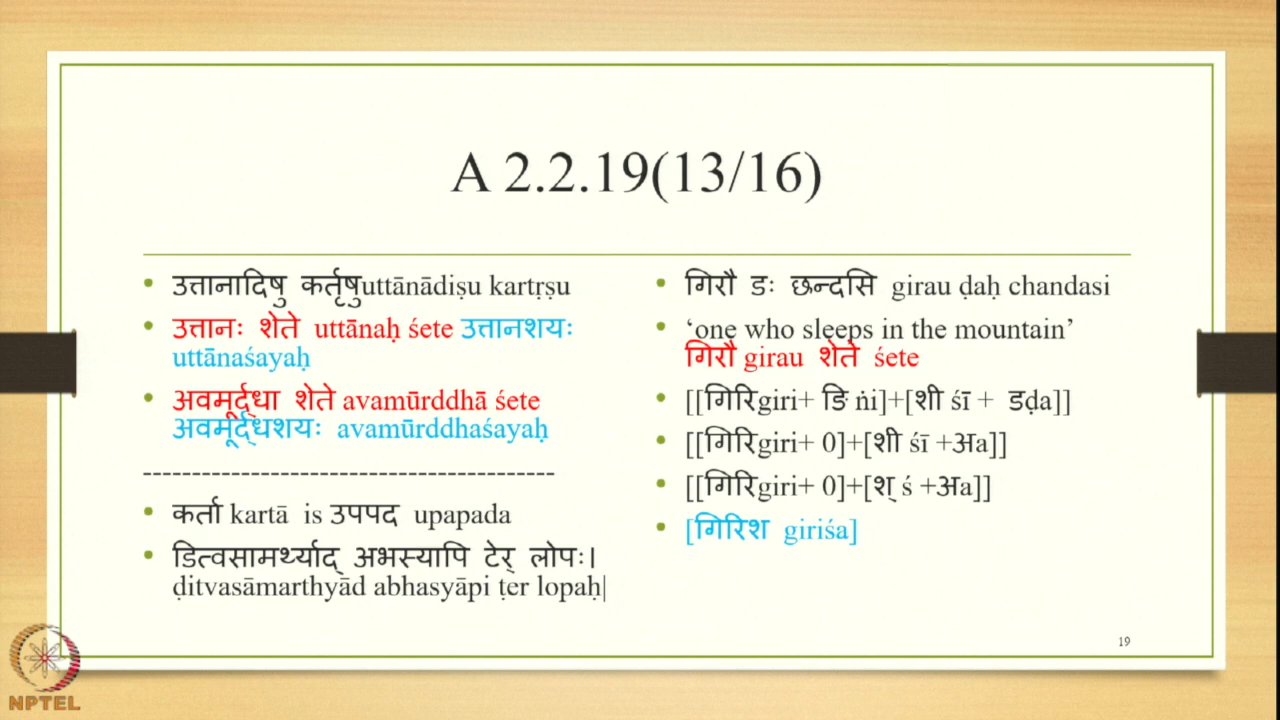 A 2.2.19(13/16)
• उत्तानादिषु कर्तृषुuttānādiṣu kartṛṣu
• उत्तानः शेते uttānaḥ śete उत्तानशयः
uttānaśayaḥ
• अवमूर्द्धा शेते avamūrddhā śete
अवमूर्द्धशयः avamūrddhaśayaḥ
----------------------------------------
• कर्ता kartā is उपपद upapada
• डित्वसामर्थ्याद् अभस्यापि टेर् लोपः।
ḍitvasāmarthyād abhasyāpi ṭer lopaḥ|
• गिरौ डः छन्दसि girau ḍaḥ chandasi
• ‘one who sleeps in the mountain’
गिरौ girau शेते śete
• [[गिरिgiri+ ङि ṅi]+[शी śī + डḍa]]
• [[गिरिgiri+ 0]+[शी śī +अa]]
• [[गिरिgiri+ 0]+[श् ś +अa]]
• [गिरिश giriśa]
19
NPTEL